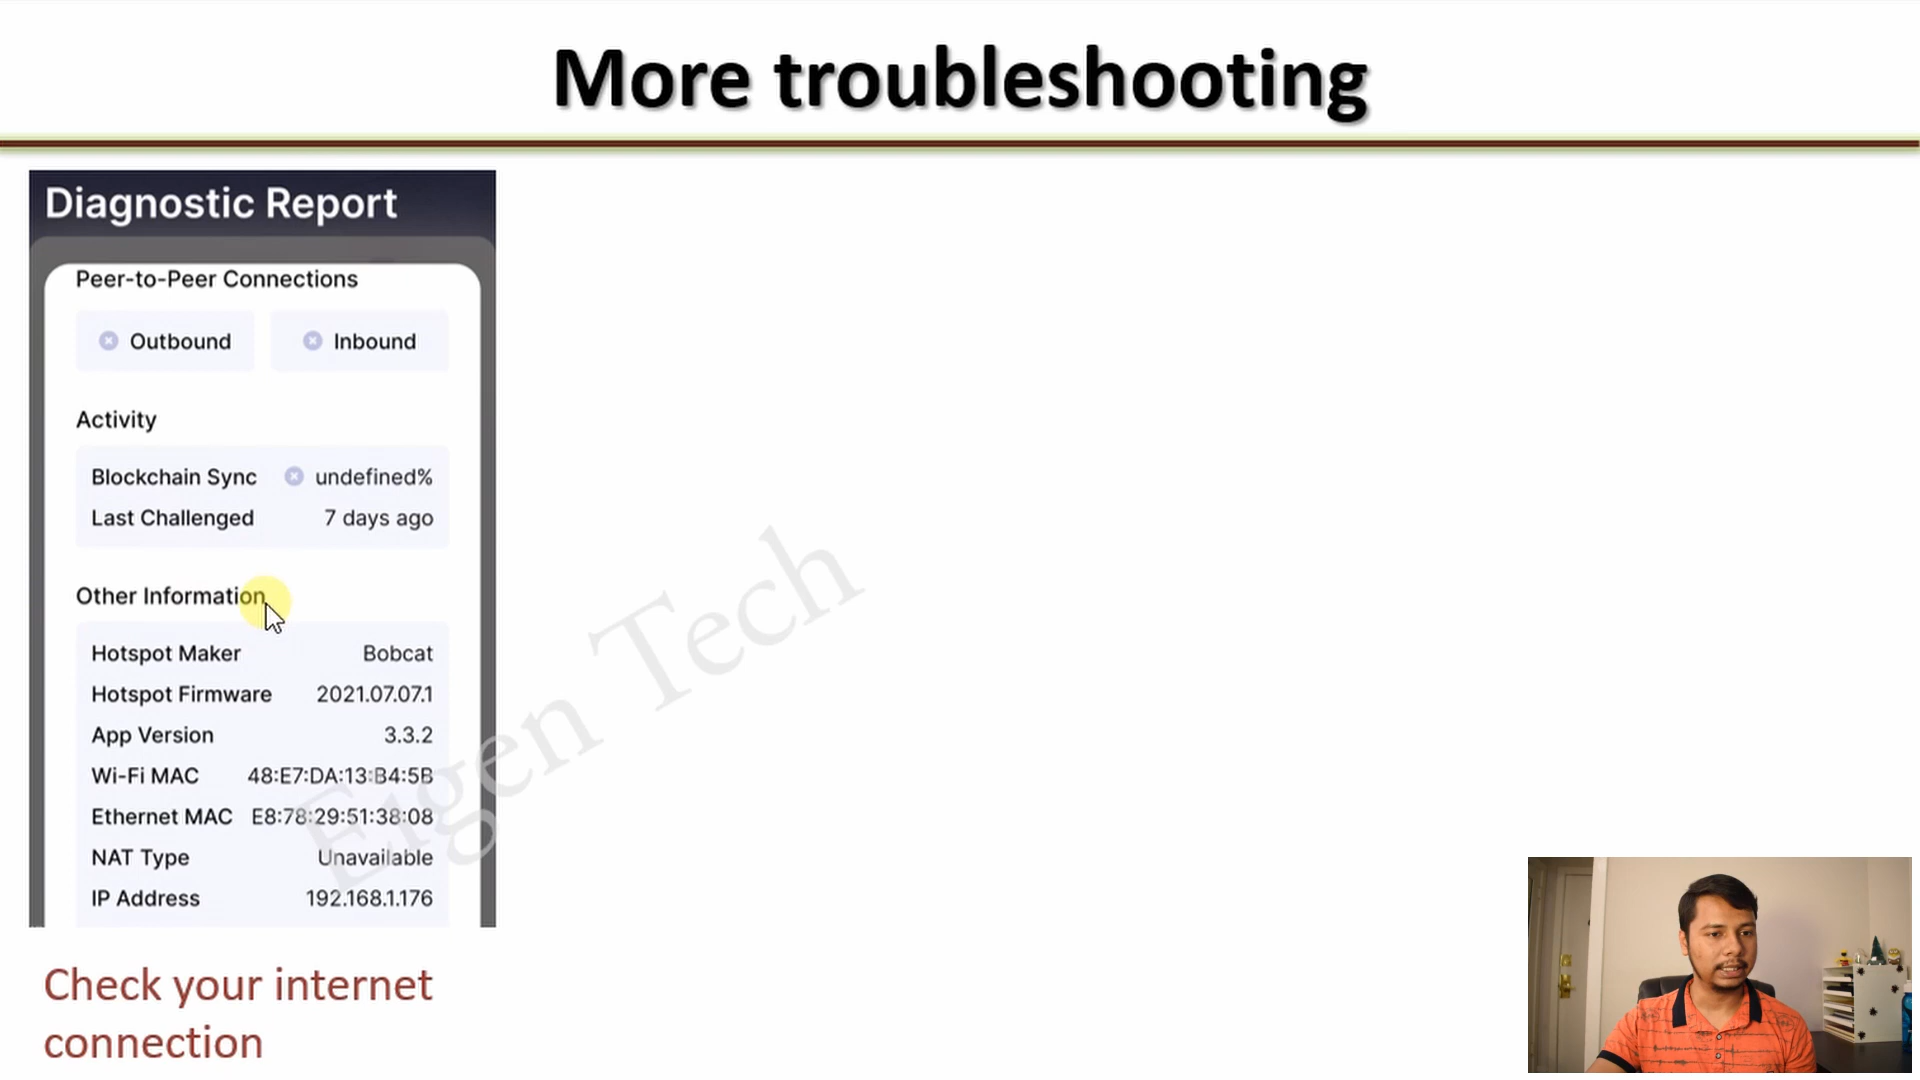 More troubleshooting
Diagnostic Report
Peer-to-Peer Connections
Outbound Inbound
Activity
Blockchain Sync undefined%
Last Challenged 7 days ago
Other Information
Hotspot Maker Bobcat
Hotspot Firmware 2021.07.07.1
App Version 3.3.2
Wi-Fi MAC 48:E7:DA:13:B4:5B
Ethernet MAC E8:78:29:51:38:08
NAT Type Unavailable
IP Address 192.168.1.176
Eigen Tech
Check your internet
connection